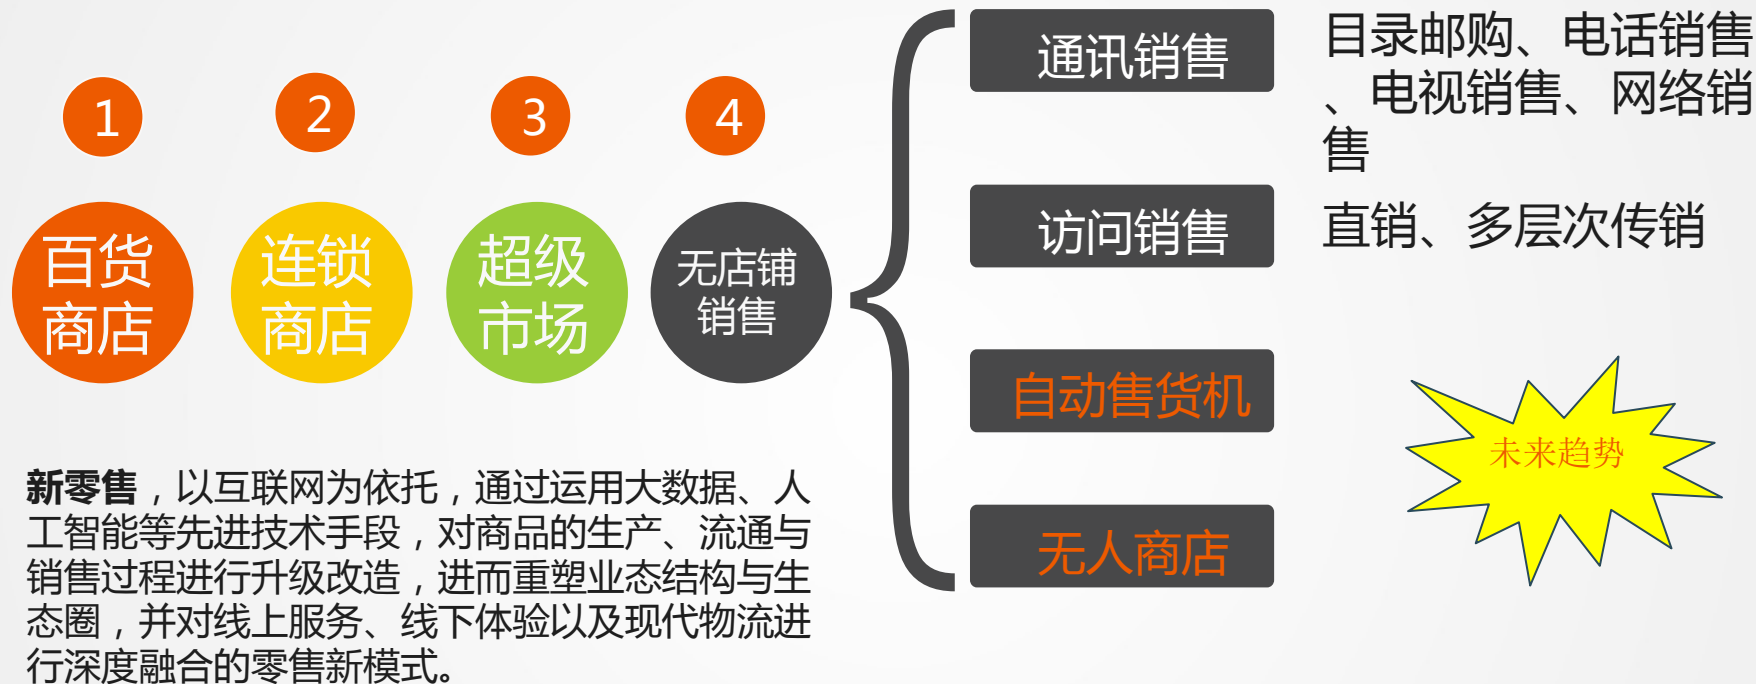 1
2
3
4
百货
商店
连锁
商店
超级
市场
无店铺
销售
通讯销售
目录邮购、电话销售
、电视销售、网络销
售
访问销售
直销、多层次传销
自动售货机
无人商店
未来趋势
新零售，以互联网为依托，通过运用大数据、人
工智能等先进技术手段，对商品的生产、流通与
销售过程进行升级改造，进而重塑业态结构与生
态圈，并对线上服务、线下体验以及现代物流进
行深度融合的零售新模式。